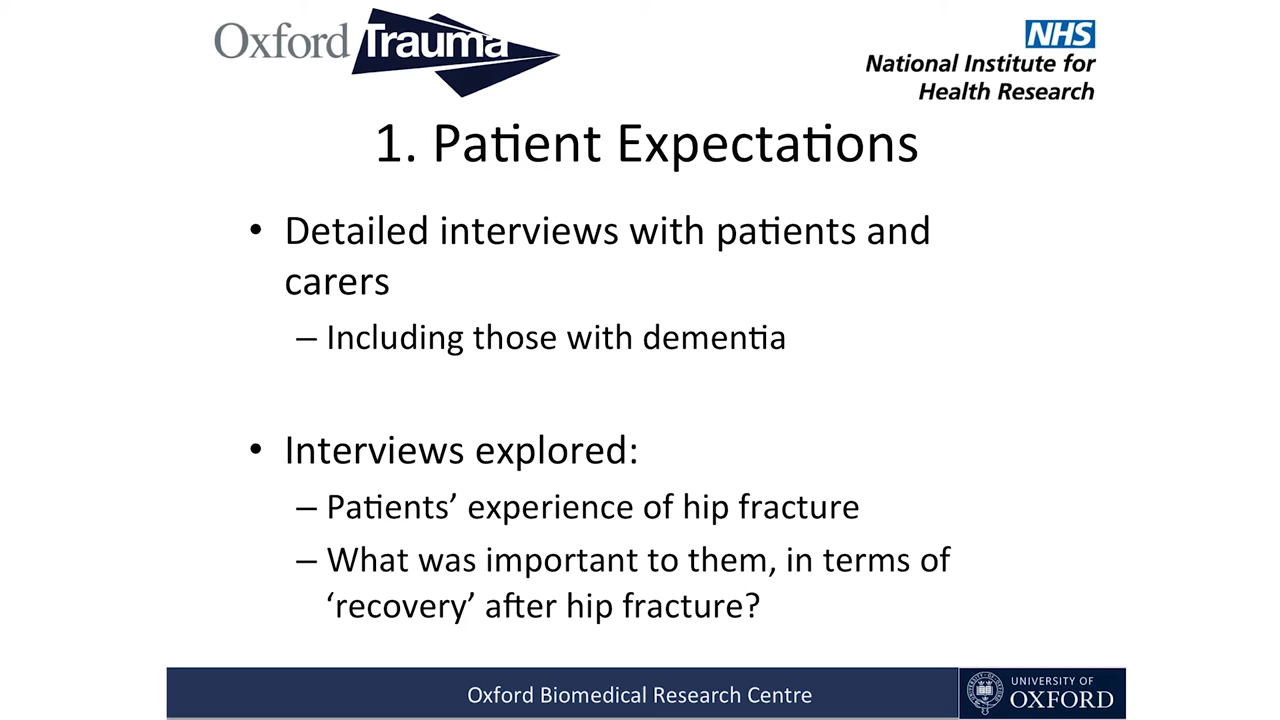 Oxford Trauma
NHS
National Institute for
Health Research
1. Patient Expectations
• Detailed interviews with patients and
carers
– Including those with dementia
• Interviews explored:
– Patients’ experience of hip fracture
– What was important to them, in terms of
‘recovery’ after hip fracture?
Oxford Biomedical Research Centre
UNIVERSITY OF
OXFORD